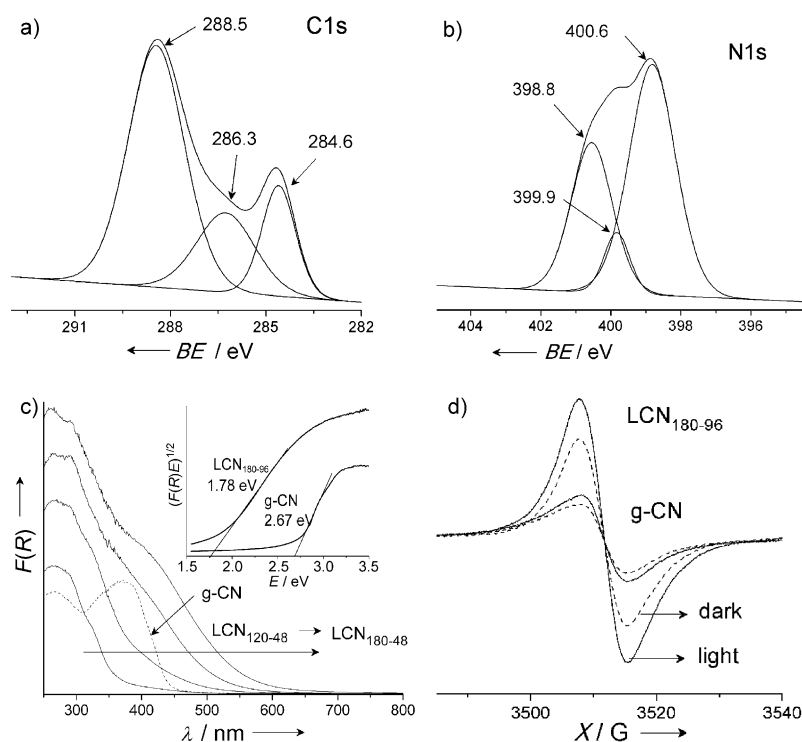 a)
C1s
288.5
286.3
284.6
291
288
285
282
BE / eV
b)
N1s
400.6
398.8
399.9
404
402
400
398
396
BE / eV
c)
F(R)
(F(R)E)1/2
LCN180-96
1.78 eV
g-CN
2.67 eV
1.5
2.0
2.5
3.0
3.5
E / eV
g-CN
LCN120-48 → LCN180-48
300
400
500
600
700
800
λ / nm
d)
LCN180-96
g-CN
dark
light
3500
3520
3540
X / G